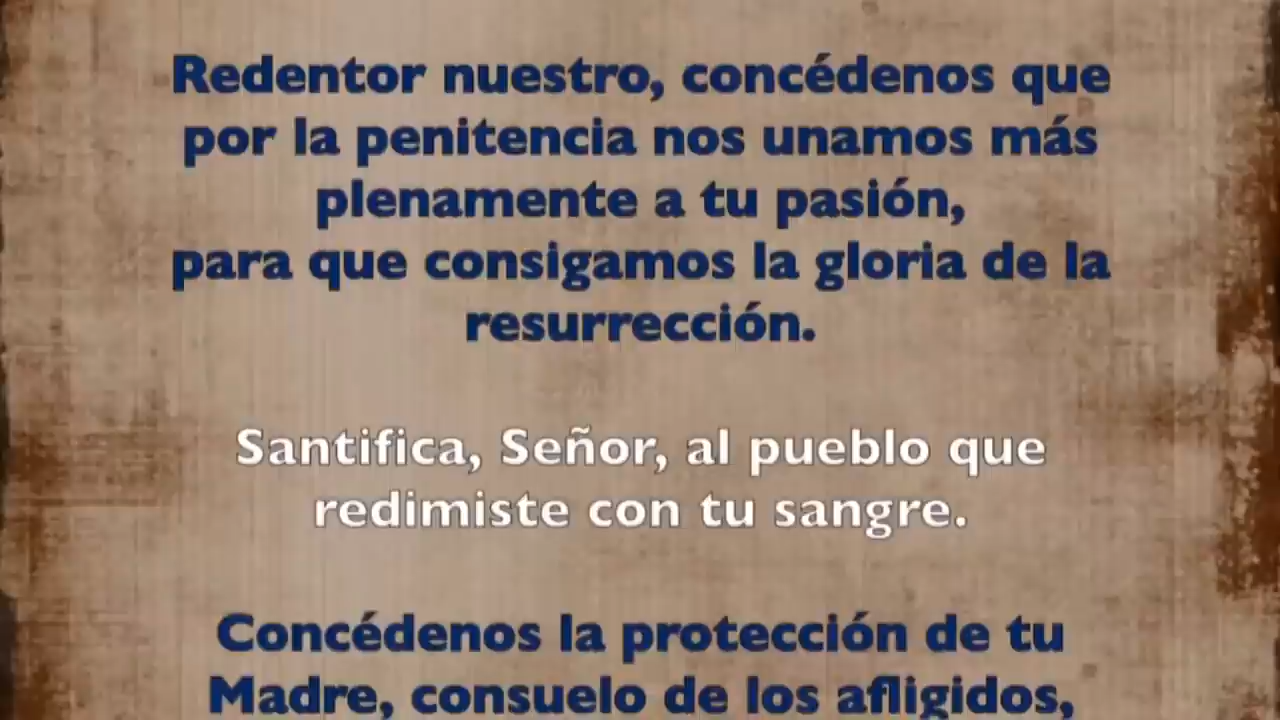 Redentor nuestro, concédenos que
por la penitencia nos unamos más
plenamente a tu pasión,
para que consigamos la gloria de la
resurrección.
Santifica, Señor, al pueblo que
redimiste con tu sangre.
Concédenos la protección de tu
Madre, consuelo de los afligidos,